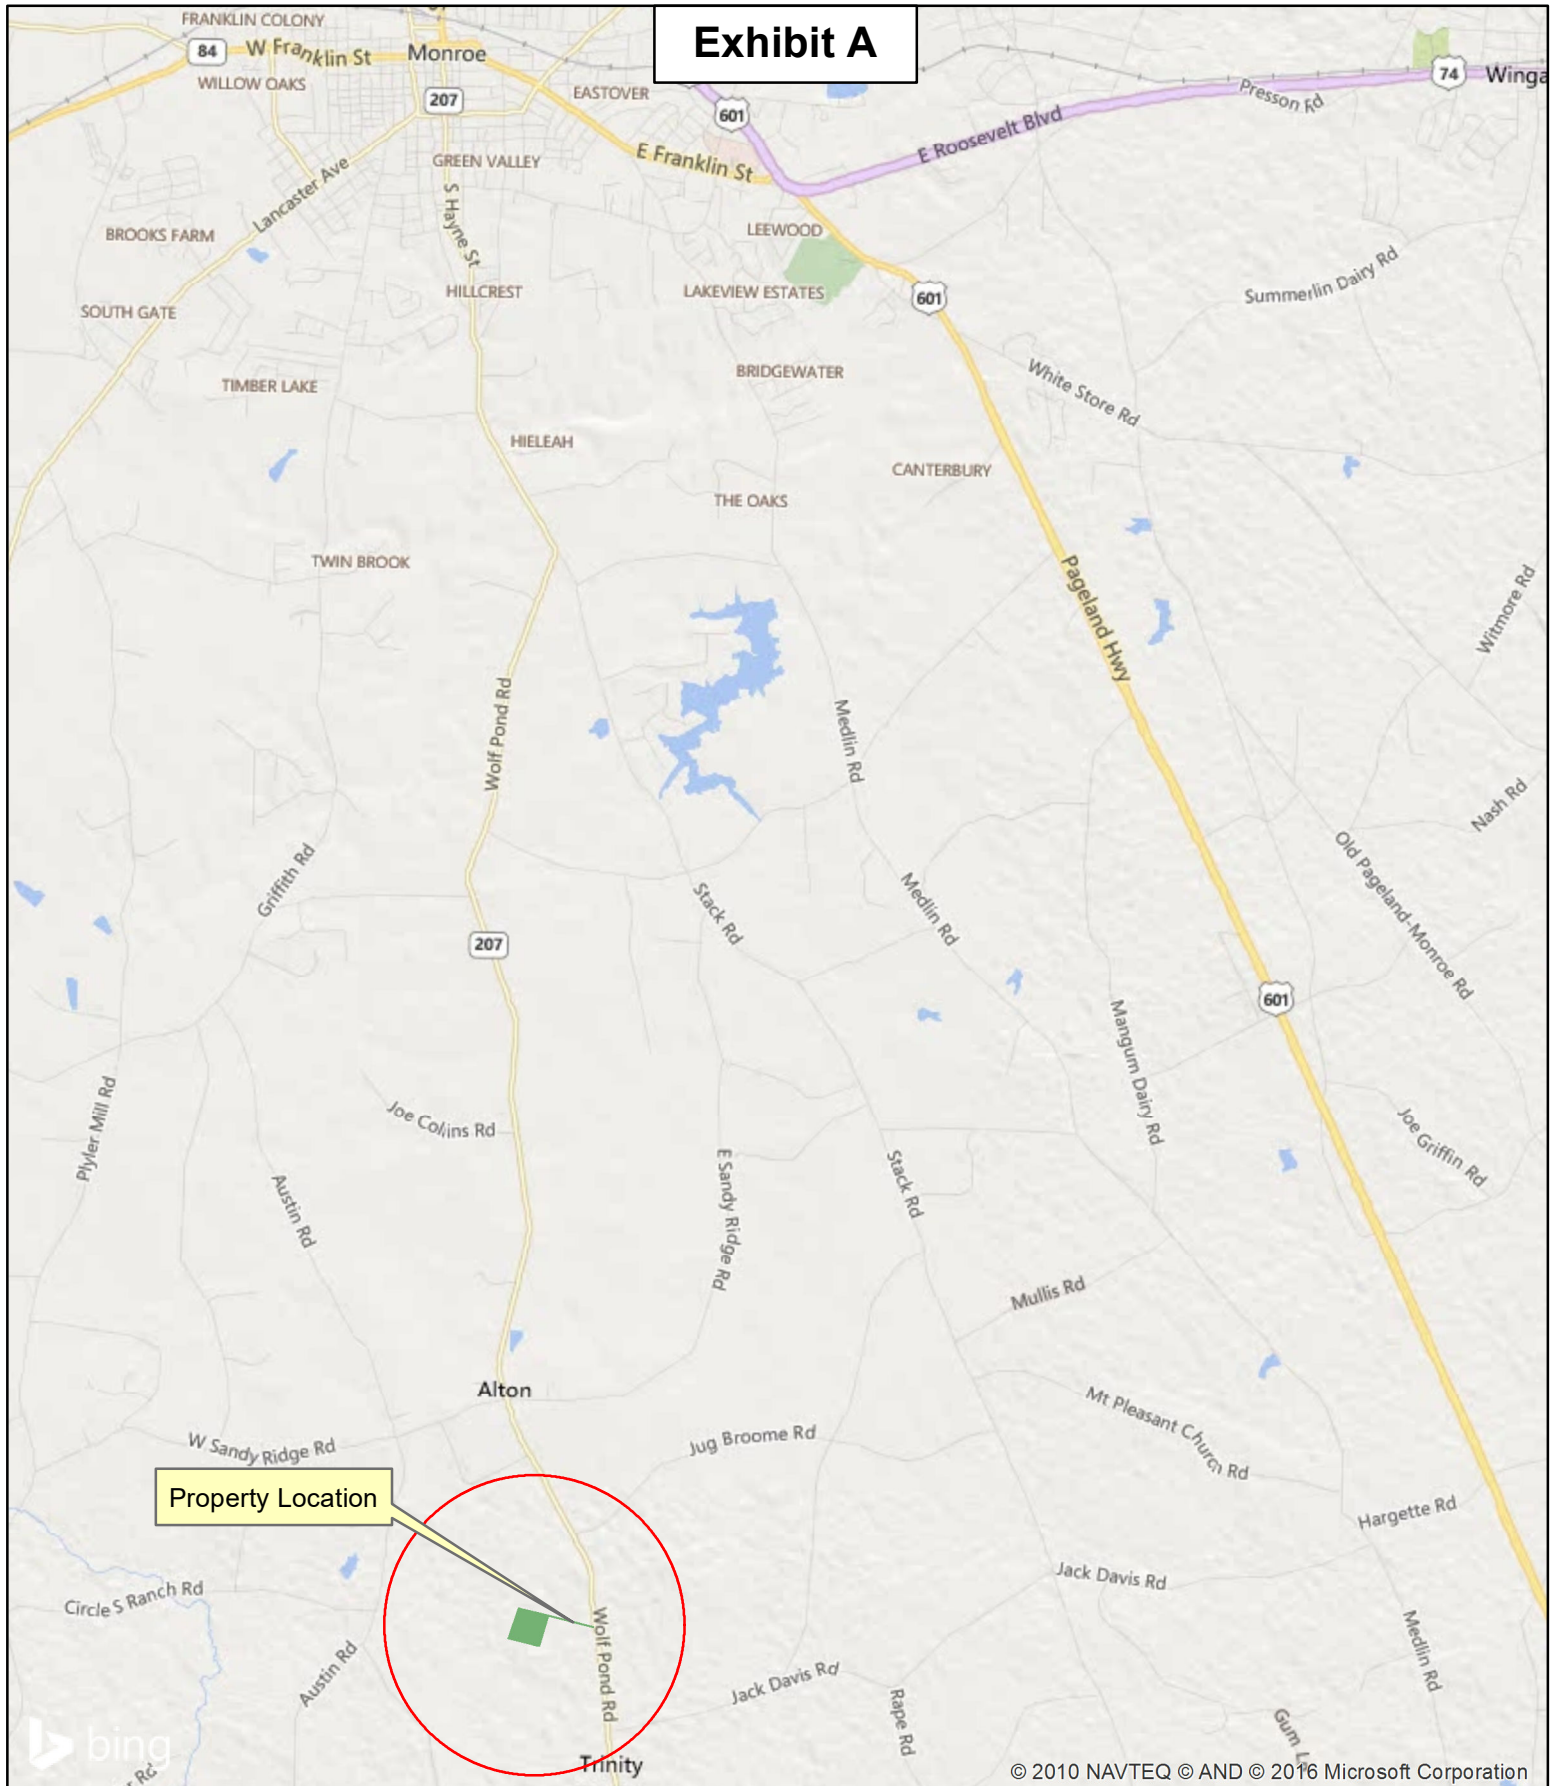 Exhibit A
FRANKLIN COLONY
84
W Franklin St
Monroe
WILLOW OAKS
207
EASTOVER
601
74
Presson Rd
E Roosevelt Blvd
GREEN VALLEY
E Franklin St
Lancaster Ave
S Hayne St
BROOKS FARM
LEEWOOD
HILLCREST
LAKEVIEW ESTATES
601
Summerlin Dairy Rd
SOUTH GATE
BRIDGEWATER
TIMBER LAKE
White Store Rd
HIELEAH
CANTERBURY
THE OAKS
TWIN BROOK
Pageland Hwy
Witmore Rd
Wolf Pond Rd
Medlin Rd
Nash Rd
Griffith Rd
Old Pageland-Monroe Rd
Stack Rd
Medlin Rd
207
601
Mangum Dairy Rd
Plyler Mill Rd
Joe Collins Rd
Joe Griffin Rd
E Sandy Ridge Rd
Stack Rd
Austin Rd
Mullis Rd
Alton
Mt Pleasant Church Rd
W Sandy Ridge Rd
Jug Broome Rd
Property Location
Hargette Rd
Circle S Ranch Rd
Jack Davis Rd
Wolf Pond Rd
Medlin Rd
Austin Rd
Jack Davis Rd
Rape Rd
bing
Trinity
© 2010 NAVTEQ © AND © 2016 Microsoft Corporation